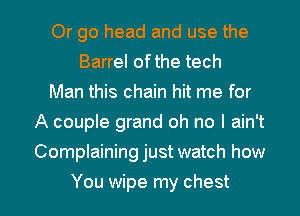 Or go head and use the
Barrel of the tech
Man this chain hit me for
A couple grand oh no I ain't
Complaining just watch how
You wipe my chest